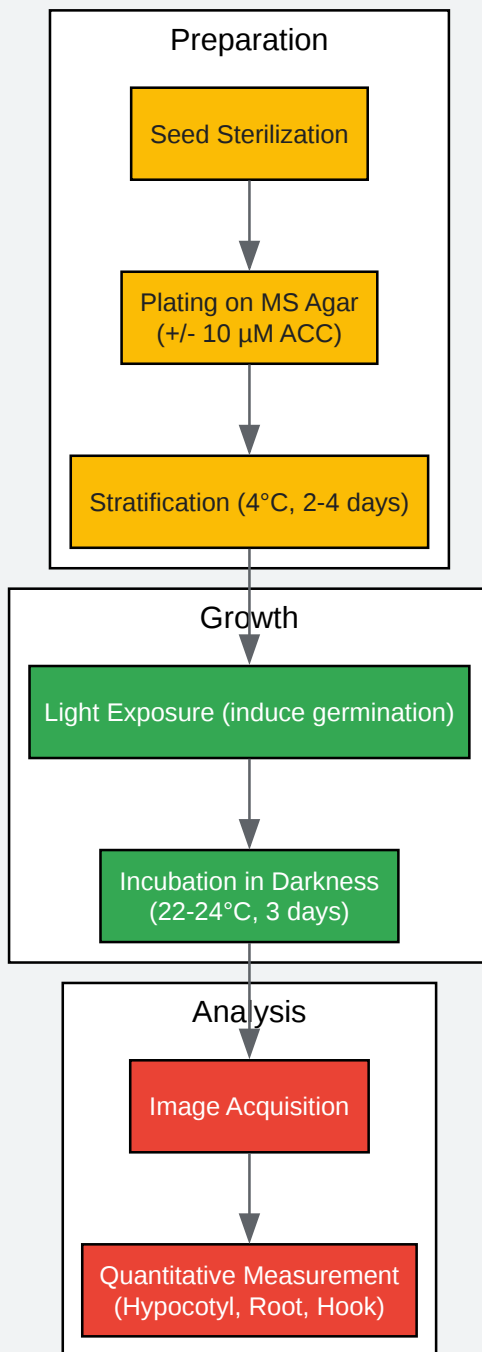 Preparation
Seed Sterilization
Plating on MS Agar
(+/- 10 µM ACC)
Stratification (4°C, 2-4 days)
Growth
Light Exposure (induce germination)
Incubation in Darkness
(22-24°C, 3 days)
Analysis
Image Acquisition
Quantitative Measurement
(Hypocotyl, Root, Hook)